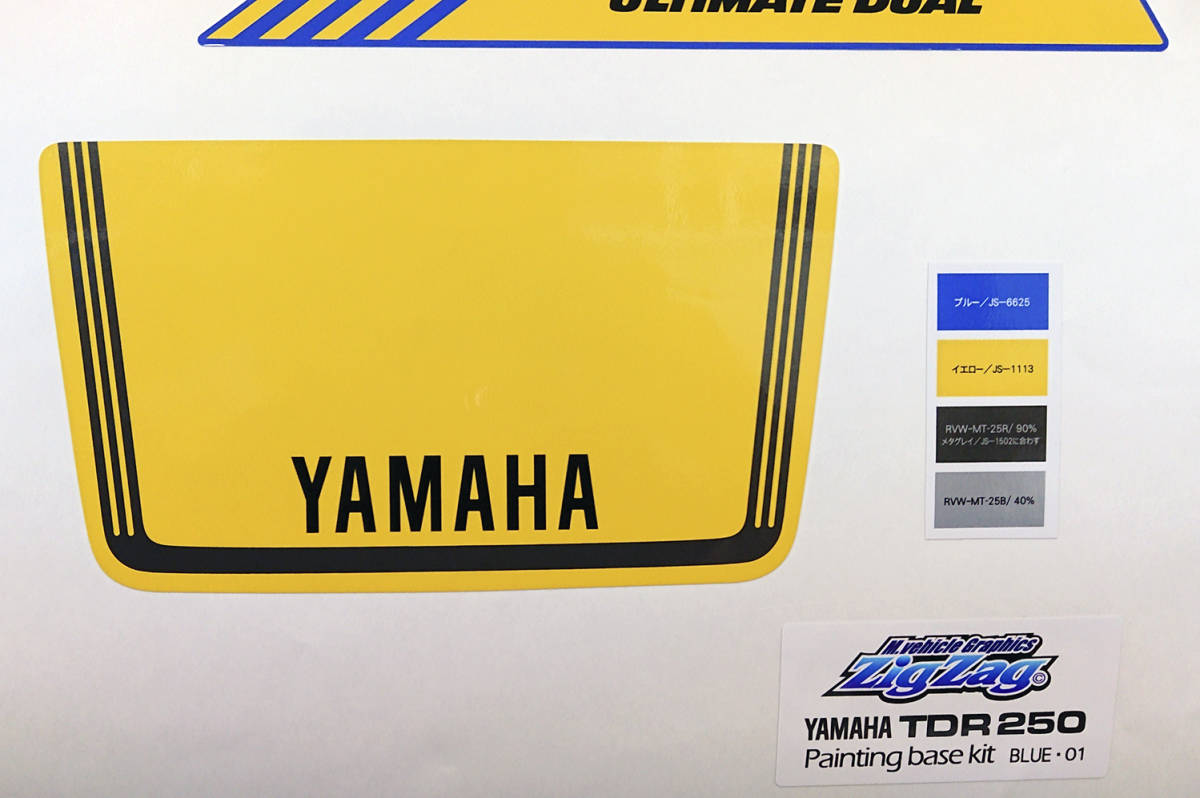 ULTIMATE DUAL
YAMAHA
ブルー/JS-6625
イエロー/JS-1113
RVW-MT-25R/ 90%
メタグレイ/JS-1502に合わす
RVW-MT-25B/ 40%
M.vehicle Graphics
ZigZag©
YAMAHA TDR 250
Painting base kit BLUE・01